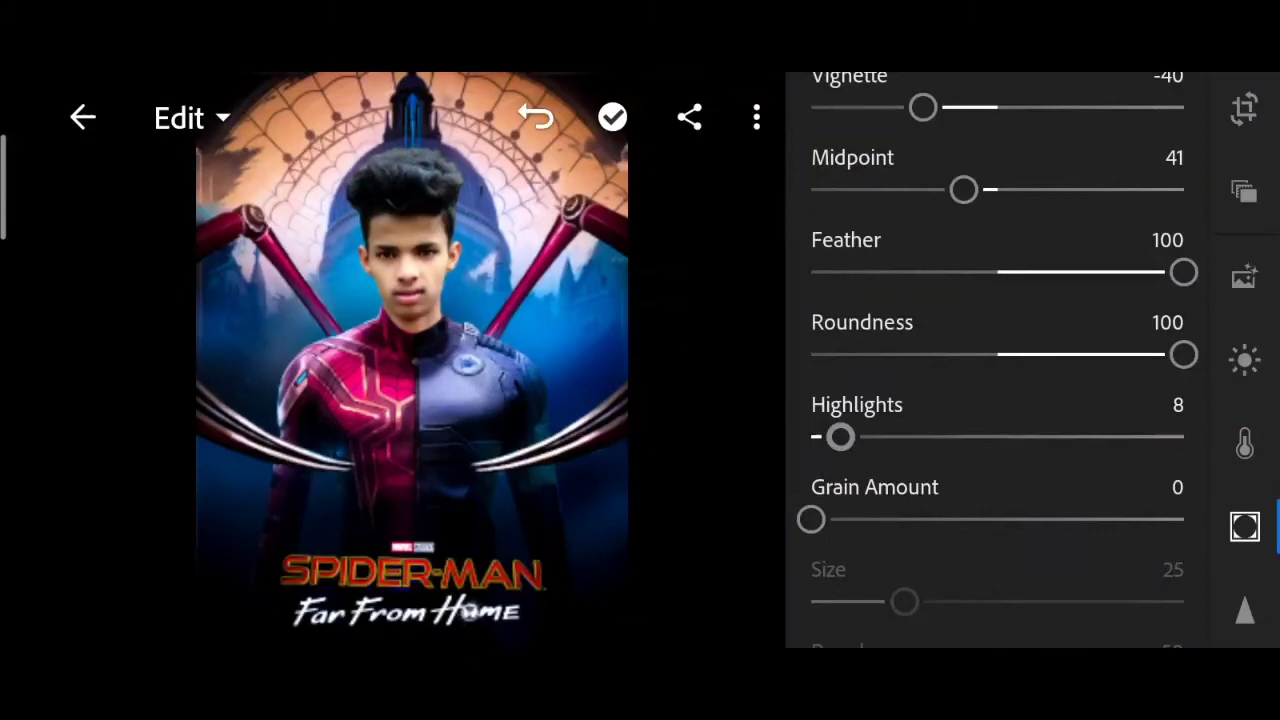 Edit
Vignette -40
Midpoint 41
Feather 100
Roundness 100
Highlights 8
Grain Amount 0
Size 25
MARVEL STUDIOS
SPIDER-MAN
Far From HOME